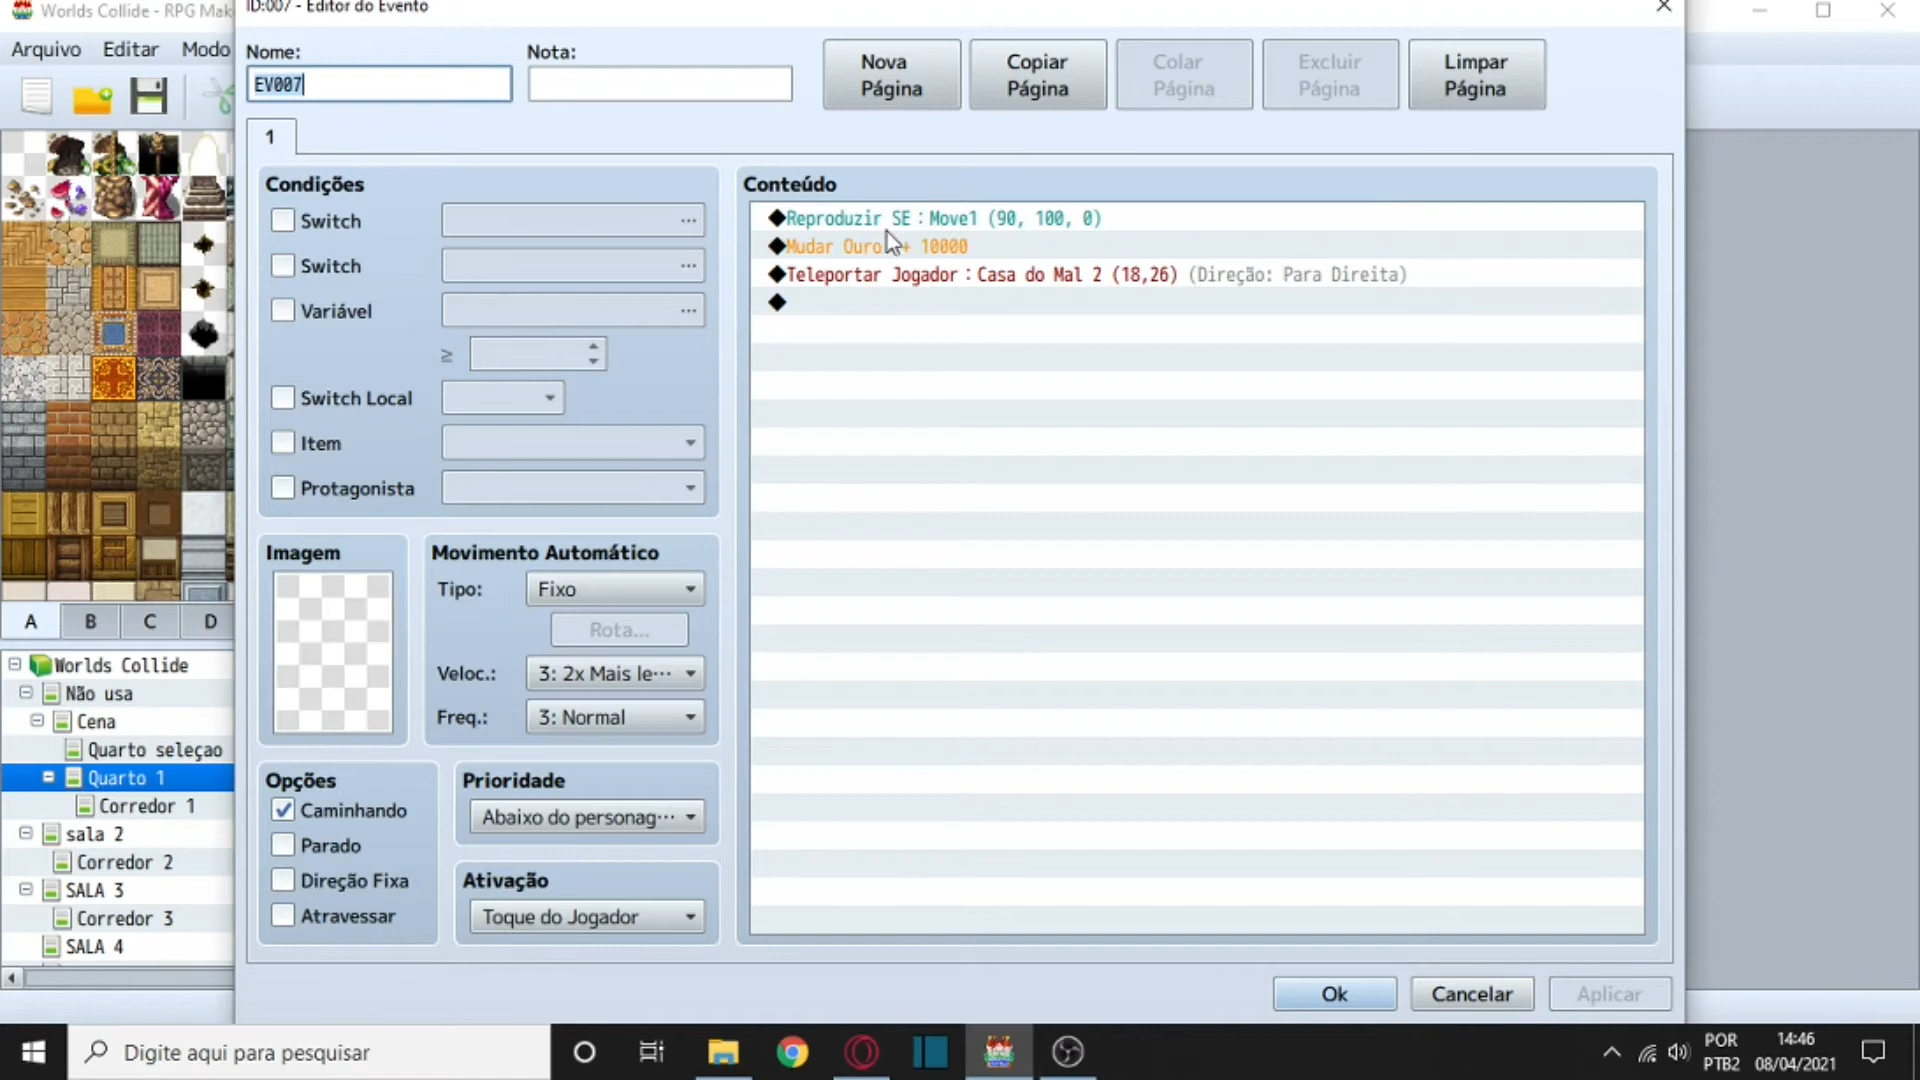 Worlds Collide - RPG Mak
ID:007 - Editor do Evento
Arquivo Editar Modo
Nome:
EV007
Nota:
Nova Página
Copiar Página
Colar Página
Excluir Página
Limpar Página
1
Condições
Switch ...
Switch ...
Variável ...
≥
Switch Local
Item
Protagonista
Imagem
Movimento Automático
Tipo: Fixo
Rota...
Veloc.: 3: 2x Mais le...
Freq.: 3: Normal
Opções
Caminhando
Parado
Direção Fixa
Atravessar
Prioridade
Abaixo do personag...
Ativação
Toque do Jogador
Conteúdo
◆Reproduzir SE：Move1 (90, 100, 0)
◆Mudar Ouro + 10000
◆Teleportar Jogador：Casa do Mal 2 (18,26) (Direção: Para Direita)
◆
A B C D
Worlds Collide
Não usa
Cena
Quarto seleçao
Quarto 1
Corredor 1
sala 2
Corredor 2
SALA 3
Corredor 3
SALA 4
Ok
Cancelar
Aplicar
Digite aqui para pesquisar
POR
PTB2
14:46
08/04/2021